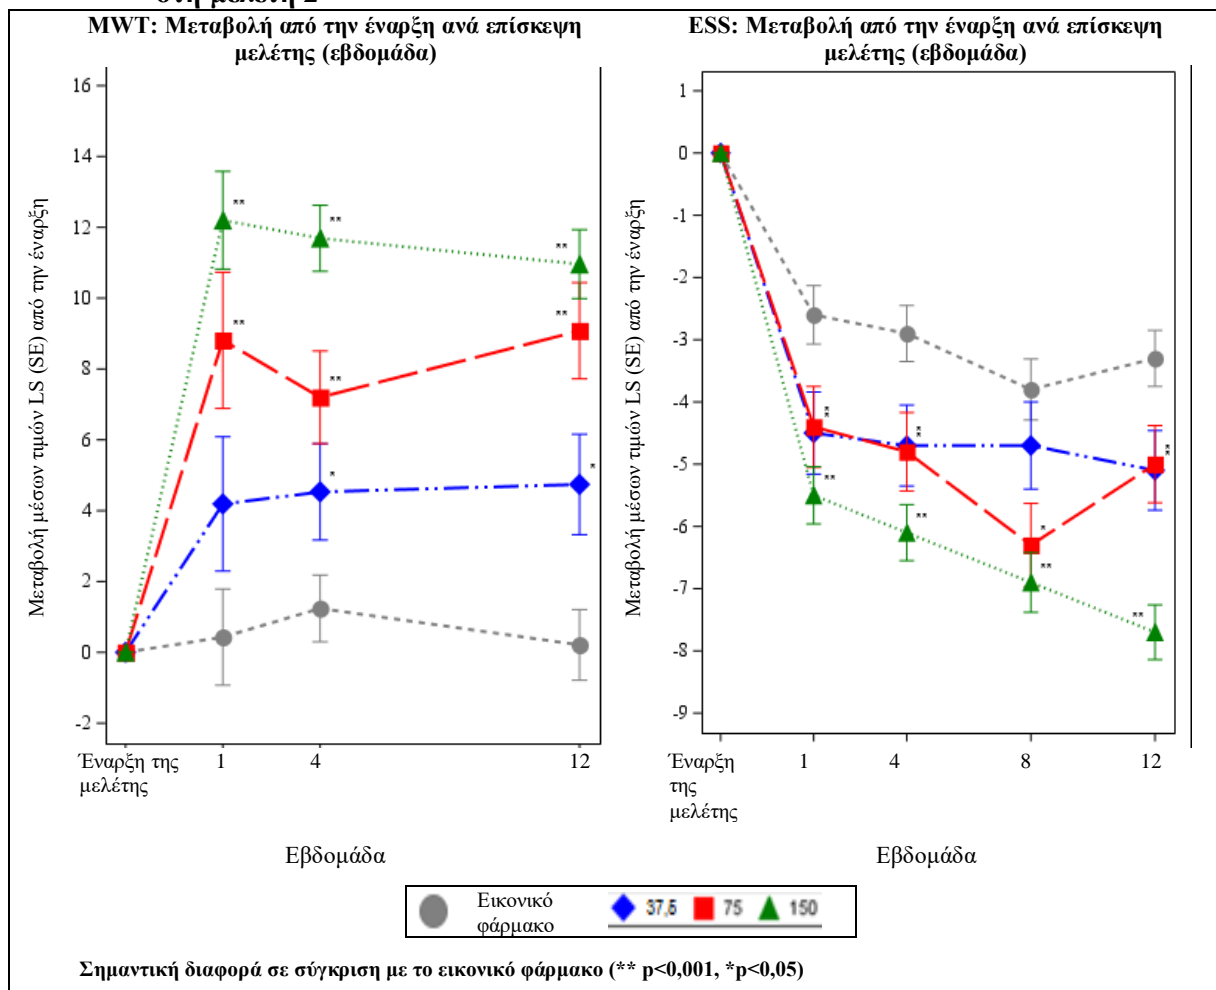 στη μελέτη 2
MWT: Μεταβολή από την έναρξη ανά επίσκεψη
μελέτης (εβδομάδα)
Μεταβολή μέσων τιμών LS (SE) από την έναρξη
16
14
12
10
8
6
4
2
0
-2
**
**
**
**
**
**
*
*
Έναρξη της
μελέτης
1
4
12
Εβδομάδα
ESS: Μεταβολή από την έναρξη ανά επίσκεψη
μελέτης (εβδομάδα)
Μεταβολή μέσων τιμών LS (SE) από την έναρξη
1
0
-1
-2
-3
-4
-5
-6
-7
-8
-9
*
*
*
*
*
*
**
**
*
**
**
Έναρξη
της
μελέτης
1
4
8
12
Εβδομάδα
Εικονικό
φάρμακο
37,5
75
150
Σημαντική διαφορά σε σύγκριση με το εικονικό φάρμακο (** p<0,001, *p<0,05)